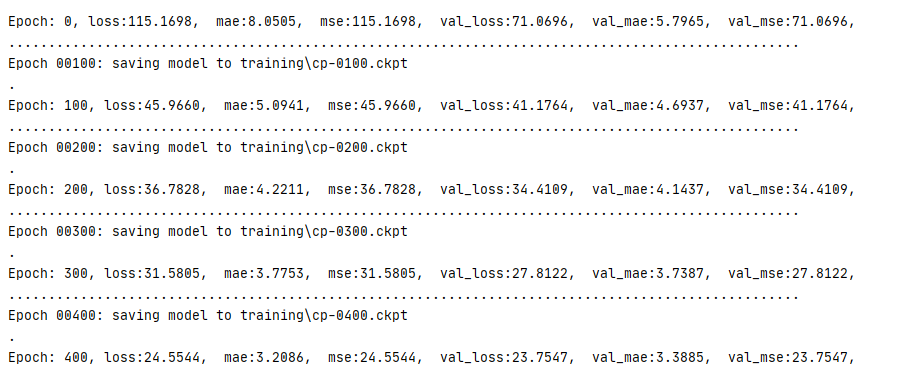 Epoch: 0, loss:115.1698,  mae:8.0505,  mse:115.1698,  val_loss:71.0696,  val_mae:5.7965,  val_mse:71.0696,
...................................................................................................
Epoch 00100: saving model to training\cp-0100.ckpt
.
Epoch: 100, loss:45.9660,  mae:5.0941,  mse:45.9660,  val_loss:41.1764,  val_mae:4.6937,  val_mse:41.1764,
...................................................................................................
Epoch 00200: saving model to training\cp-0200.ckpt
.
Epoch: 200, loss:36.7828,  mae:4.2211,  mse:36.7828,  val_loss:34.4109,  val_mae:4.1437,  val_mse:34.4109,
...................................................................................................
Epoch 00300: saving model to training\cp-0300.ckpt
.
Epoch: 300, loss:31.5805,  mae:3.7753,  mse:31.5805,  val_loss:27.8122,  val_mae:3.7387,  val_mse:27.8122,
...................................................................................................
Epoch 00400: saving model to training\cp-0400.ckpt
.
Epoch: 400, loss:24.5544,  mae:3.2086,  mse:24.5544,  val_loss:23.7547,  val_mae:3.3885,  val_mse:23.7547,